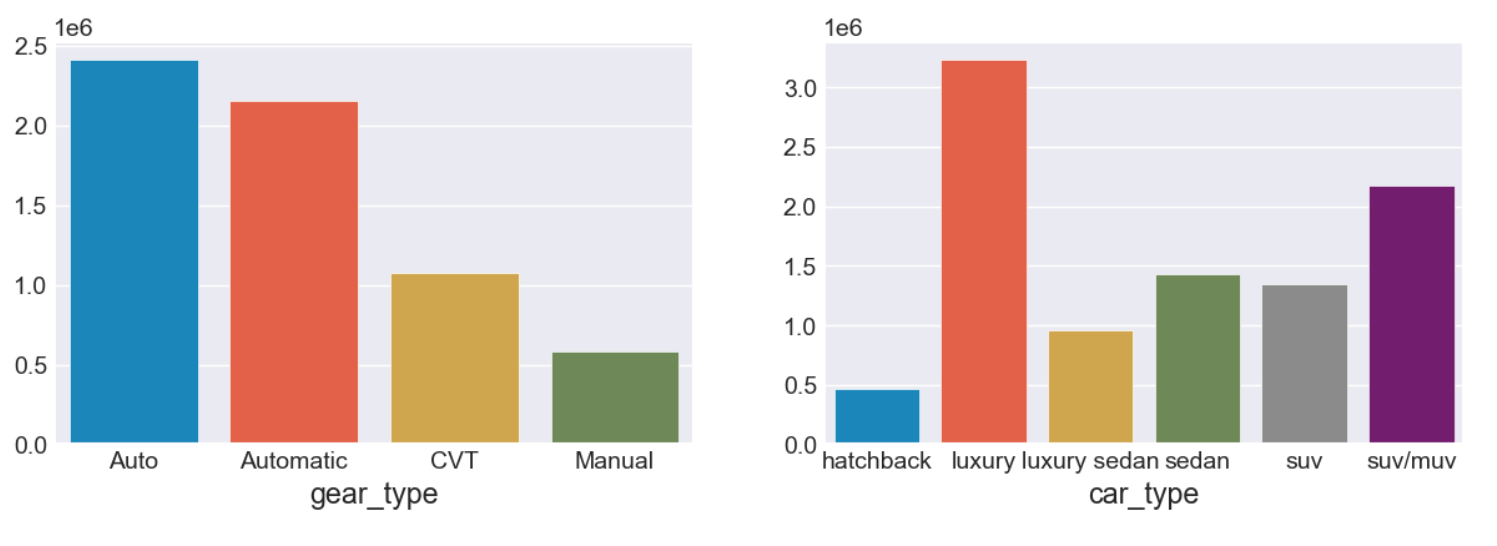 1e6
2.5
2.0
1.5
1.0
0.5
0.0
Auto Automatic CVT Manual
gear_type
1e6
3.0
2.5
2.0
1.5
1.0
0.5
0.0
hatchback luxury luxury sedan sedan suv suv/muv
car_type